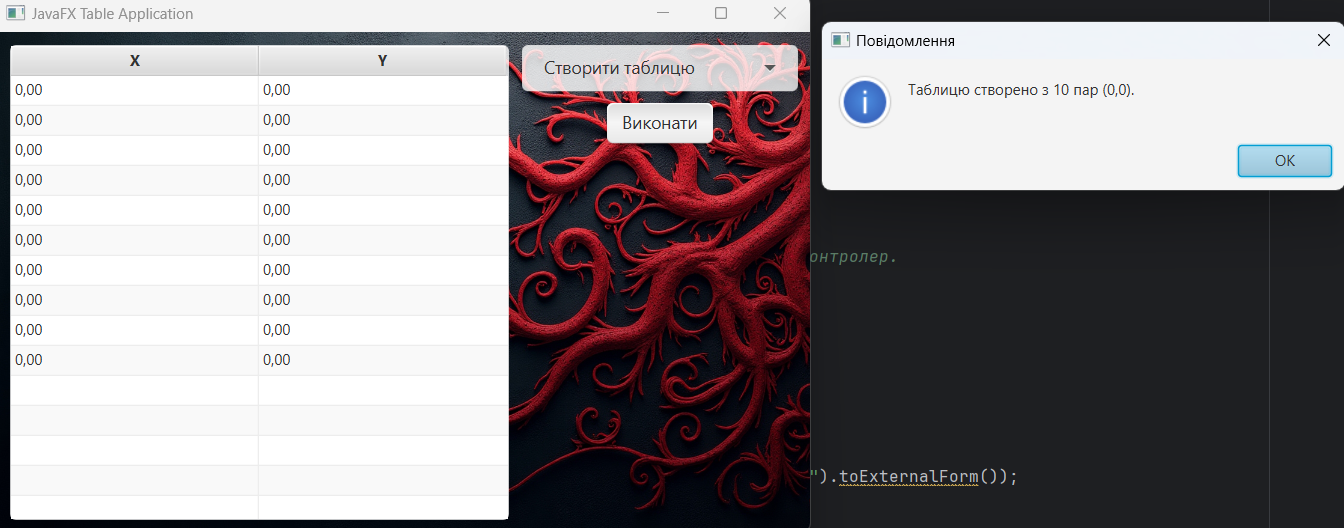 JavaFX Table Application
X Y
0,00 0,00
0,00 0,00
0,00 0,00
0,00 0,00
0,00 0,00
0,00 0,00
0,00 0,00
0,00 0,00
0,00 0,00
0,00 0,00
Створити таблицю
Виконати
Повідомлення
Таблицю створено з 10 пар (0,0).
OK
онтролер.
").toExternalForm());